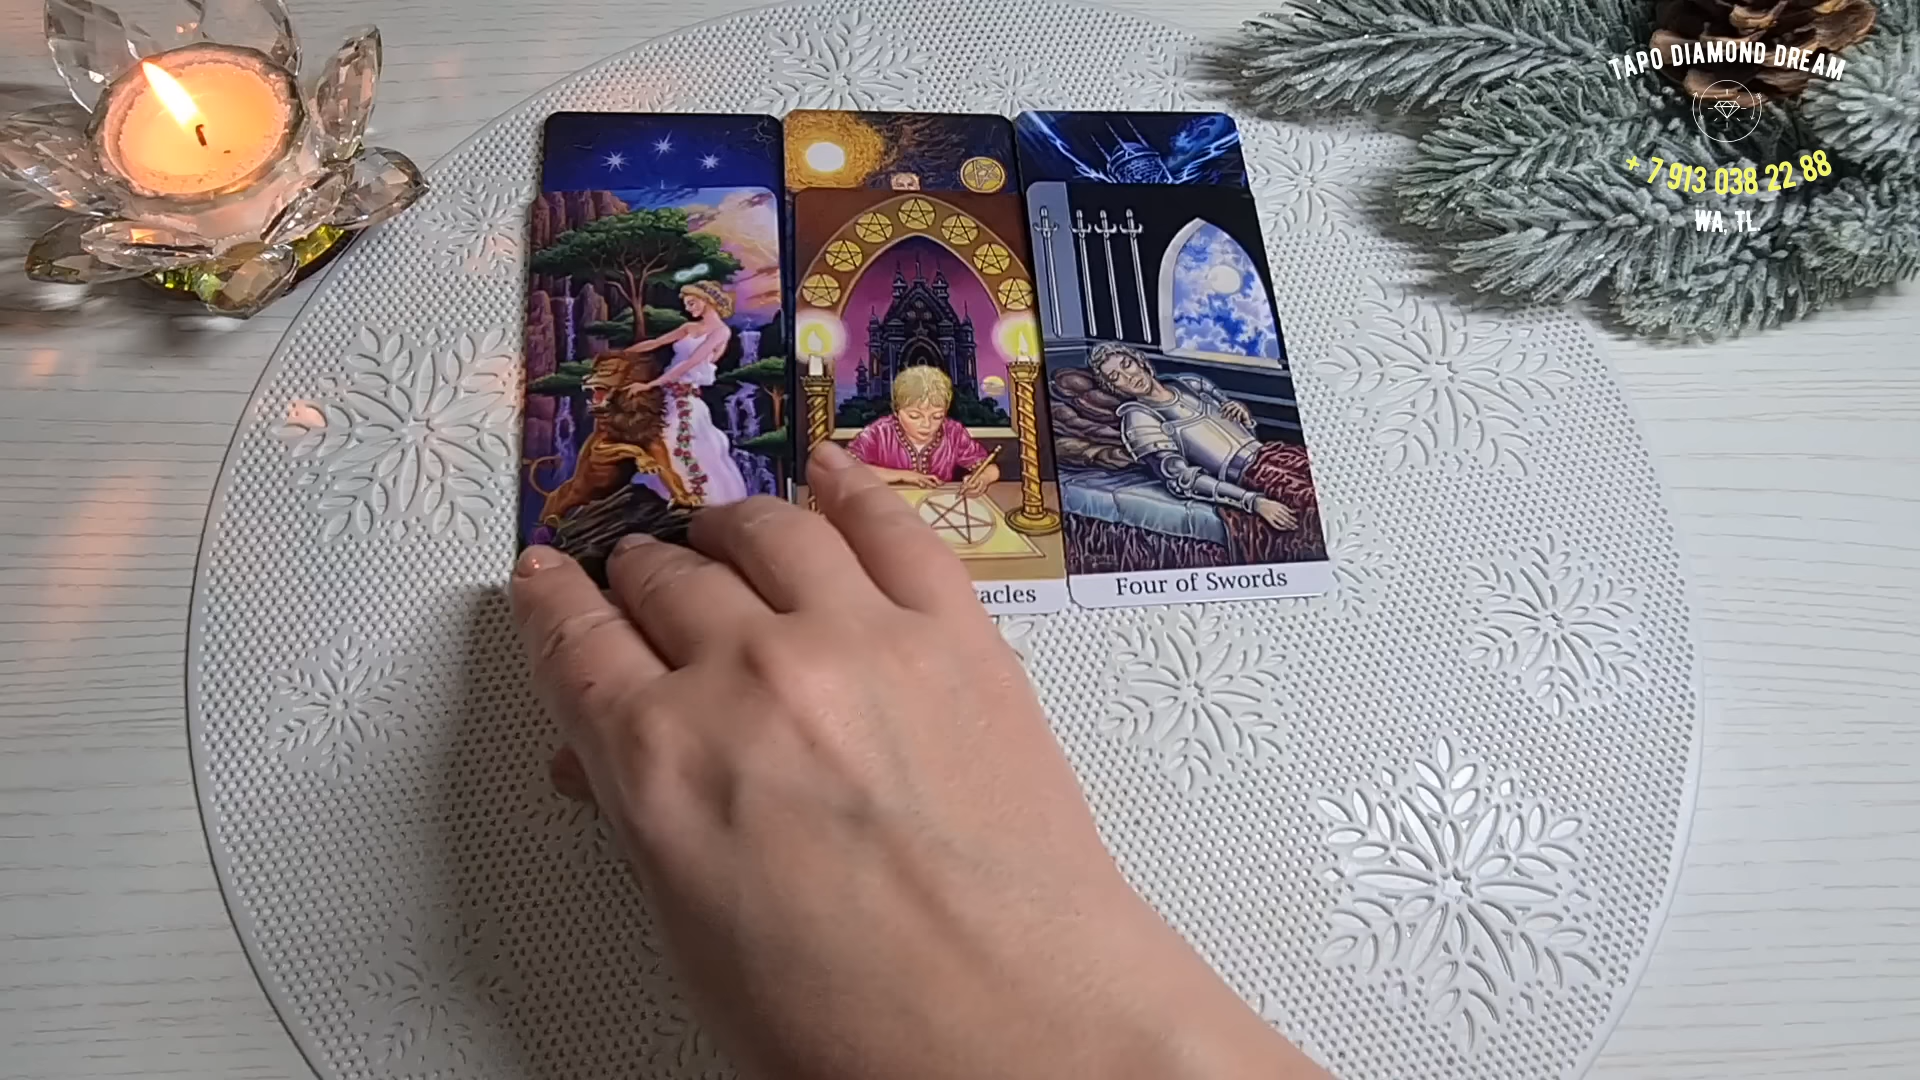 ТАРО DIAMOND DREAM
+ 7 913 038 22 88
WA, TL.
acles
Four of Swords